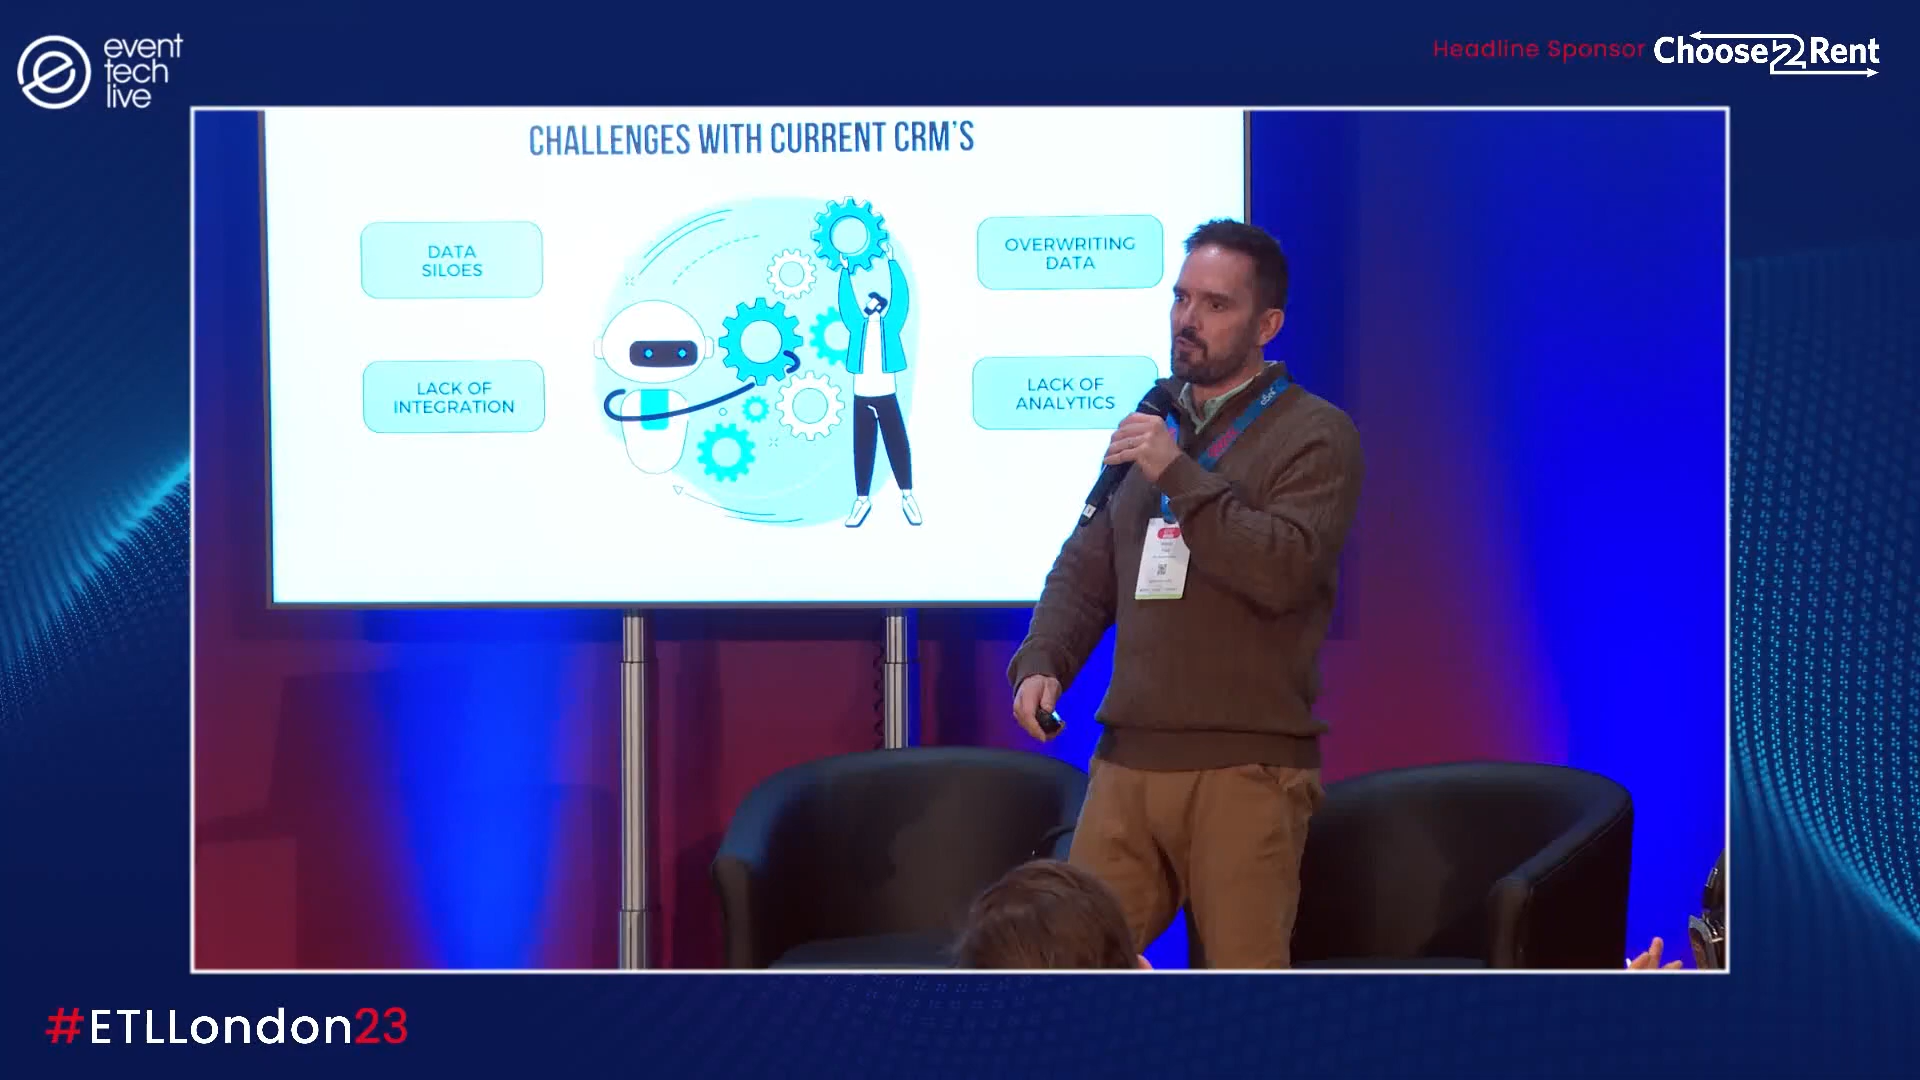 event
tech
live
Headline Sponsor Choose2Rent
CHALLENGES WITH CURRENT CRM'S
DATA
SILOES
OVERWRITING
DATA
LACK OF
INTEGRATION
LACK OF
ANALYTICS
#ETLLondon23